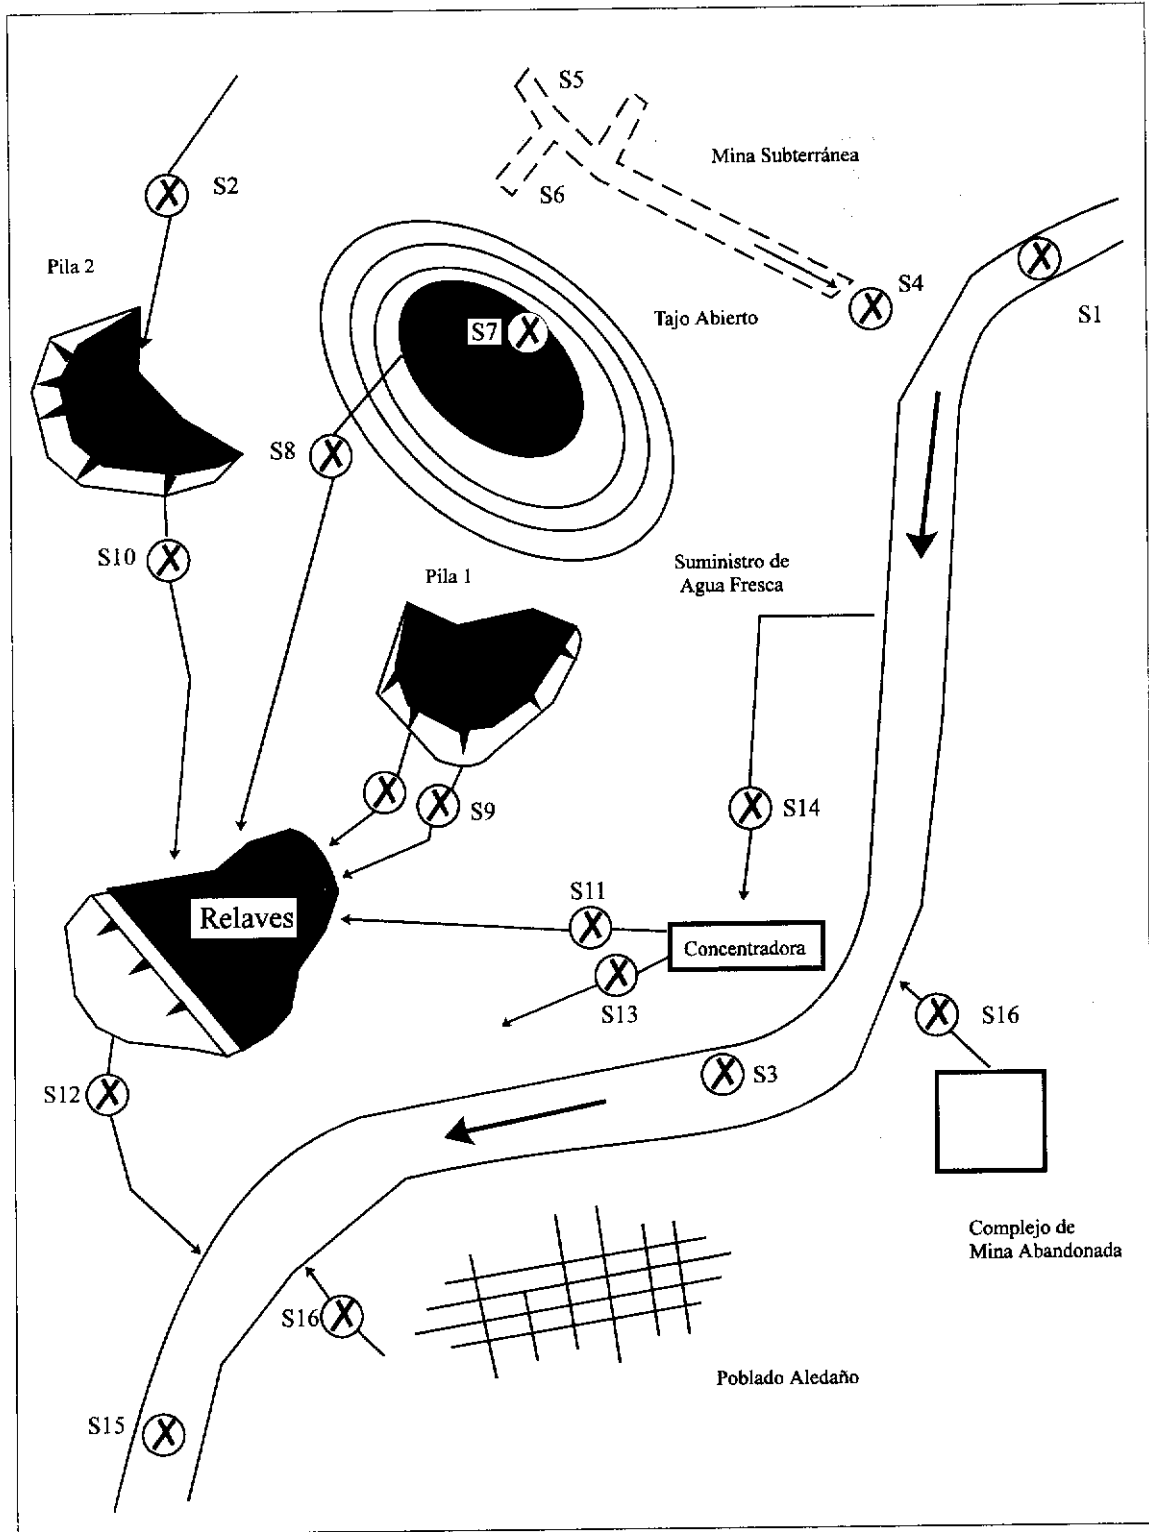 S5
Mina Subterránea
S2
S6
Pila 2
S4
S1
Tajo Abierto
S7
S8
S10
Suministro de
Agua Fresca
Pila 1
S9
S14
S11
Relaves
Concentradora
S13
S16
S3
S12
Complejo de
Mina Abandonada
S16
Poblado Aledaño
S15